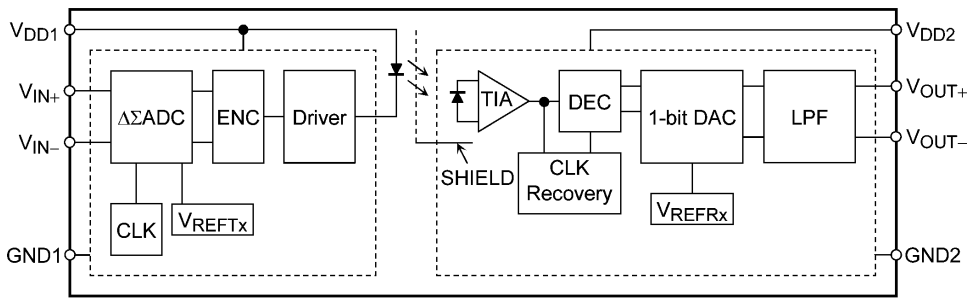 VDD1
VDD2
VIN+
VIN−
ΔΣADC
ENC
Driver
TIA
DEC
1-bit DAC
LPF
VOUT+
VOUT−
SHIELD
CLK
Recovery
CLK
VREFTx
VREFRx
GND1
GND2